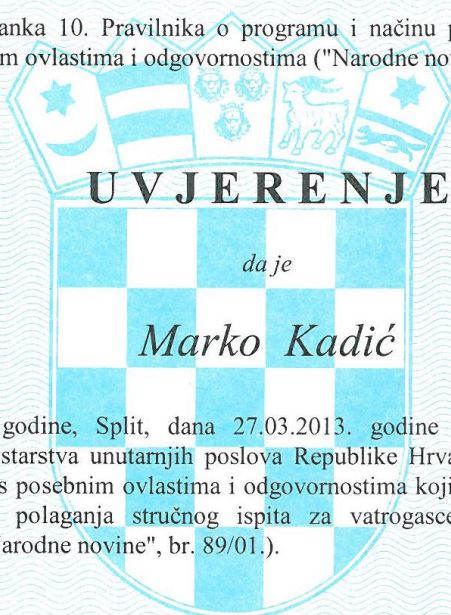 anka 10. Pravilnika o programu i načinu p
m ovlastima i odgovornostima ("Narodne no
UVJERENJE
da je
Marko Kadić
godine, Split, dana 27.03.2013. godine
starstva unutarnjih poslova Republike Hrva
s posebnim ovlastima i odgovornostima koji
polaganja stručnog ispita za vatrogasce
arodne novine", br. 89/01.).